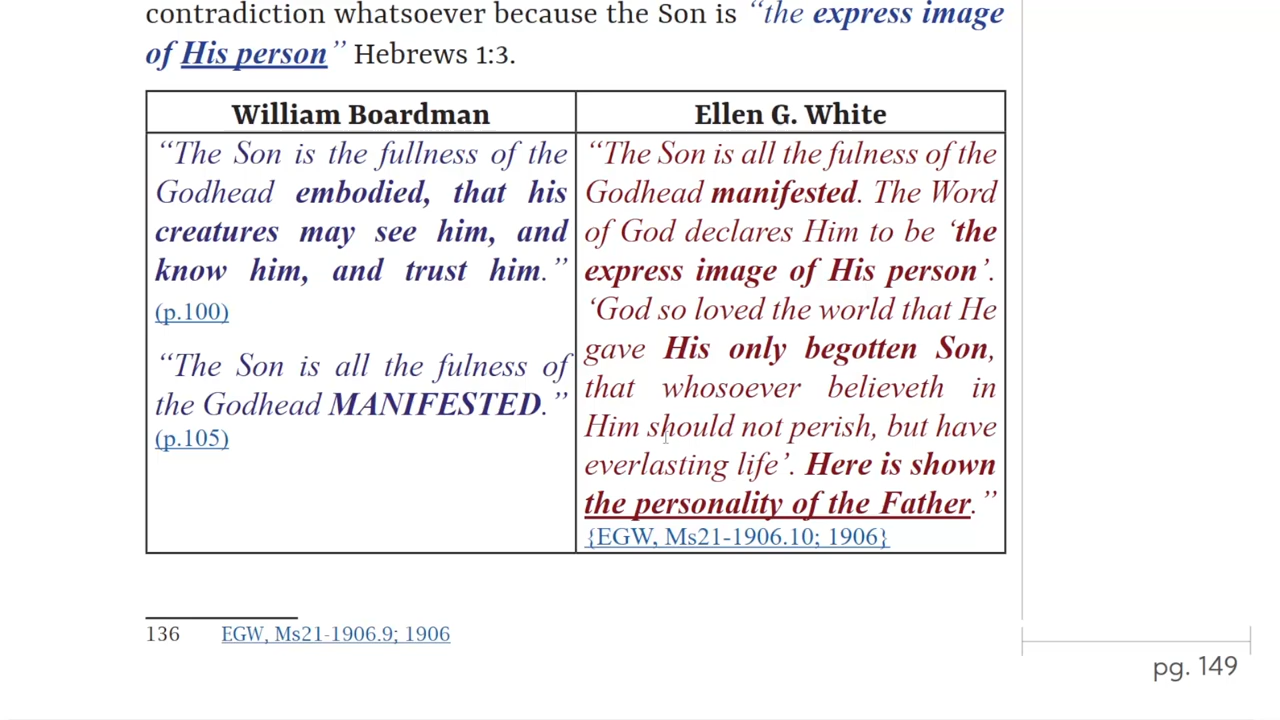 contradiction whatsoever because the Son is “the express image
of His person” Hebrews 1:3.
William Boardman
“The Son is the fullness of the
Godhead embodied, that his
creatures may see him, and
know him, and trust him.”
(p.100)
“The Son is all the fulness of
the Godhead MANIFESTED.”
(p.105)
Ellen G. White
“The Son is all the fulness of the
Godhead manifested. The Word
of God declares Him to be ‘the
express image of His person’.
‘God so loved the world that He
gave His only begotten Son,
that whosoever believeth in
Him should not perish, but have
everlasting life’. Here is shown
the personality of the Father.”
{EGW, Ms21-1906.10; 1906}
136 EGW, Ms21-1906.9; 1906
pg. 149